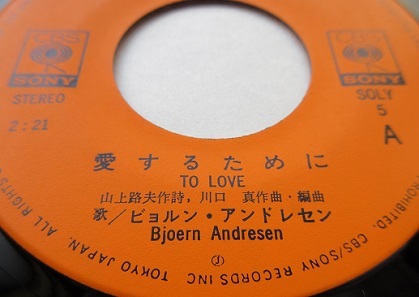 CBS
SONY
STEREO
2:21
CBS
SONY
SOLY
5
A
愛するために
TO LOVE
山上路夫作詩，川口 真作曲・編曲
歌／ビョルン・アンドレセン
Bjoern Andresen
Ⓙ
PROHIBITED. CBS/SONY RECORDS INC. TOKYO JAPAN. ALL RIGHTS